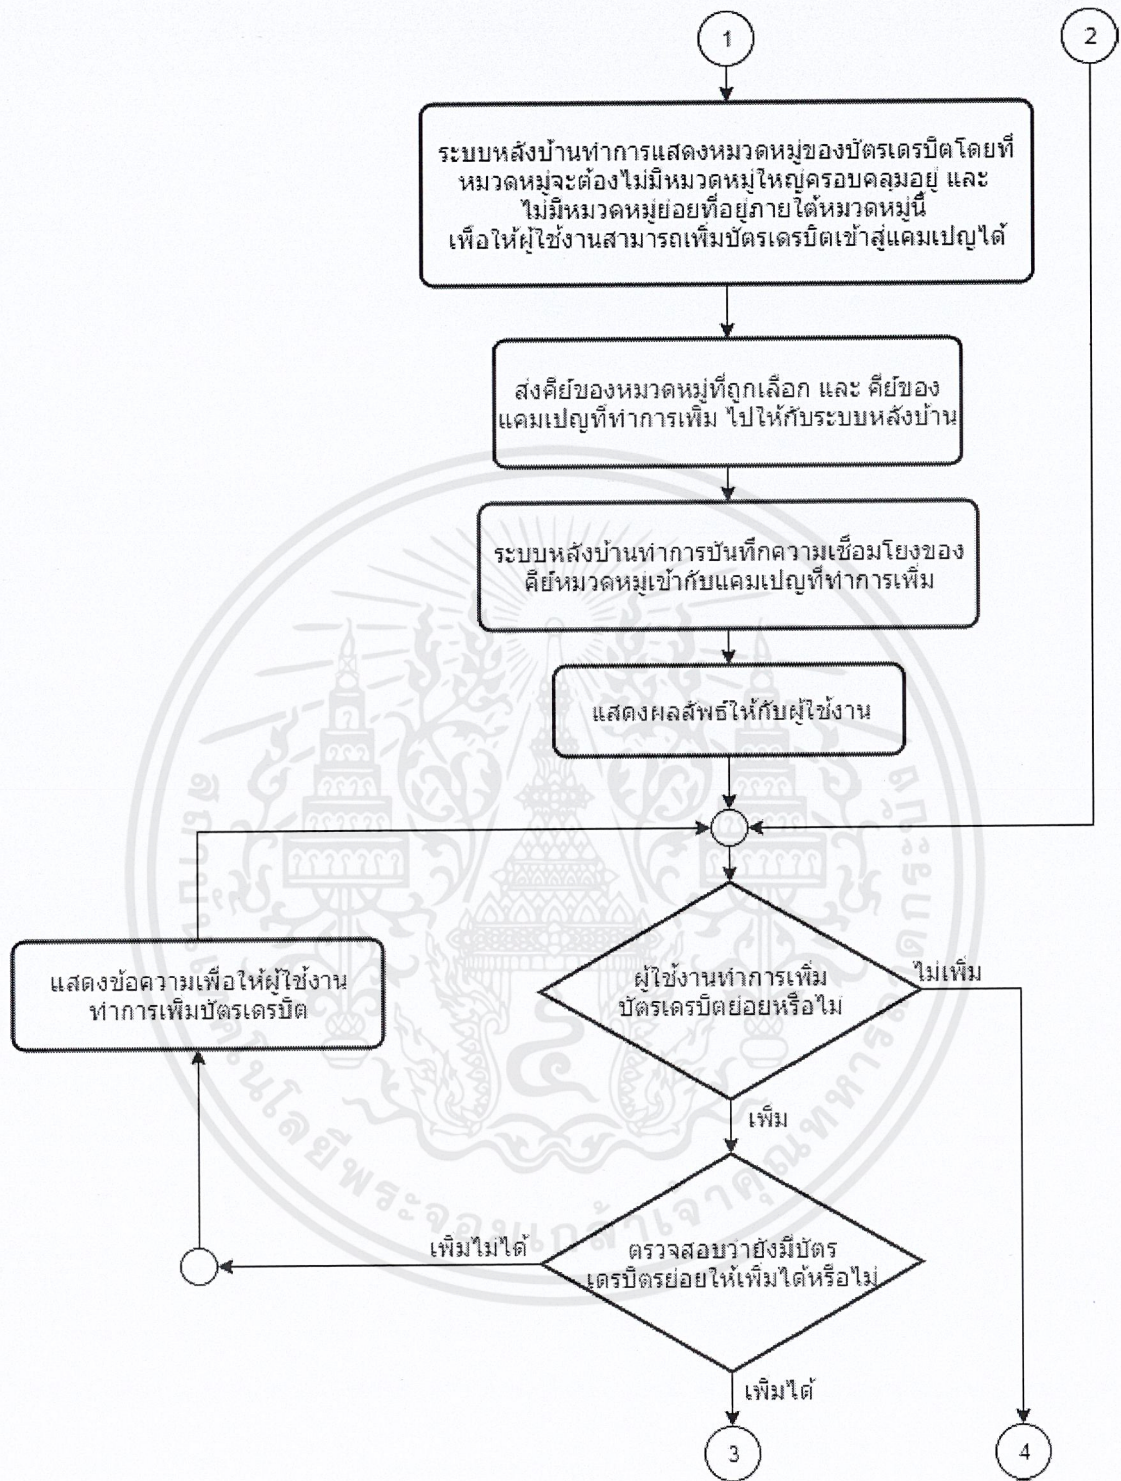 1
2
ระบบหลังบ้านทำการแสดงหมวดหมู่ของบัตรเดรบิตโดยที่
หมวดหมู่จะต้องไม่มีหมวดหมู่ใหญ่ครอบคลุมอยู่ และ
ไม่มีหมวดหมู่ย่อยที่อยู่ภายใต้หมวดหมู่นี้
เพื่อให้ผู้ใช้งานสามารถเพิ่มบัตรเดรบิตเข้าสู่แคมเปญได้
ส่งคีย์ของหมวดหมู่ที่ถูกเลือก และ คีย์ของ
แคมเปญที่ทำการเพิ่ม ไปให้กับระบบหลังบ้าน
ระบบหลังบ้านทำการบันทึกความเชื่อมโยงของ
คีย์หมวดหมู่เข้ากับแคมเปญที่ทำการเพิ่ม
แสดงผลลัพธ์ให้กับผู้ใช้งาน
แสดงข้อความเพื่อให้ผู้ใช้งาน
ทำการเพิ่มบัตรเดรบิต
ผู้ใช้งานทำการเพิ่ม
บัตรเดรบิตย่อยหรือไม่
ไม่เพิ่ม
เพิ่ม
เพิ่มไม่ได้
ตรวจสอบว่ายังมีบัตร
เดรบิตรย่อยให้เพิ่มได้หรือไม่
เพิ่มได้
3
4